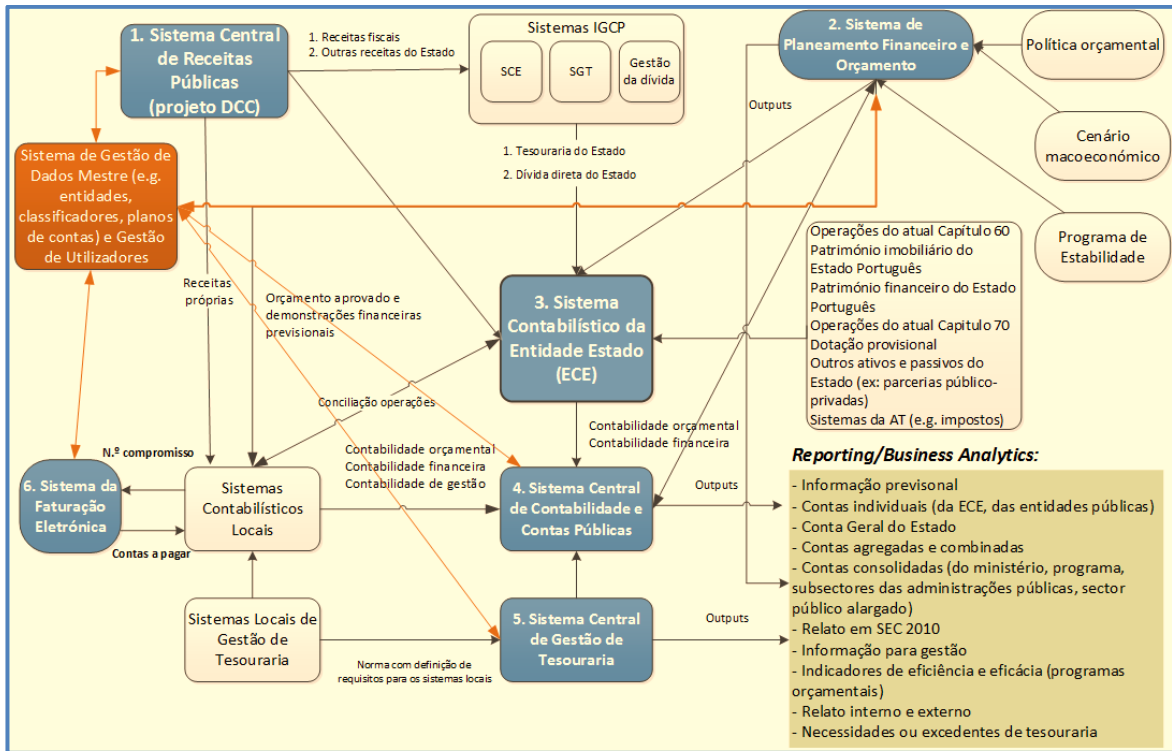 1. Sistema Central
de Receitas
Públicas
(projeto DCC)
1. Receitas fiscais
2. Outras receitas do Estado
Sistemas IGCP
SCE
SGT
Gestão
da dívida
2. Sistema de
Planeamento Financeiro e
Orçamento
Política orçamental
Outputs
Cenário
macoeconómico
Programa de
Estabilidade
Sistema de Gestão de
Dados Mestre (e.g.
entidades,
classificadores, planos
de contas) e Gestão
de Utilizadores
1. Tesouraria do Estado
2. Dívida direta do Estado
Receitas
próprias
Orçamento aprovado e
demonstrações financeiras
previsionais
3. Sistema
Contabilístico da
Entidade Estado
(ECE)
Operações do atual Capítulo 60
Património imobiliário do
Estado Português
Património financeiro do Estado
Português
Operações do atual Capitulo 70
Dotação provisional
Outros ativos e passivos do
Estado (ex: parcerias público-
privadas)
Sistemas da AT (e.g. impostos)
Conciliação operações
Contabilidade orçamental
Contabilidade financeira
N.º compromisso
Contabilidade orçamental
Contabilidade financeira
Contabilidade de gestão
6. Sistema da
Faturação
Eletrónica
Contas a pagar
Sistemas
Contabilísticos
Locais
4. Sistema Central
de Contabilidade e
Contas Públicas
Outputs
Sistemas Locais de
Gestão de
Tesouraria
Norma com definição de
requisitos para os sistemas locais
5. Sistema Central
de Gestão de
Tesouraria
Outputs
Reporting/Business Analytics:
- Informação previsonal
- Contas individuais (da ECE, das entidades públicas)
- Conta Geral do Estado
- Contas agregadas e combinadas
- Contas consolidadas (do ministério, programa,
subsectores das administrações públicas, sector
público alargado)
- Relato em SEC 2010
- Informação para gestão
- Indicadores de eficiência e eficácia (programas
orçamentais)
- Relato interno e externo
- Necessidades ou excedentes de tesouraria